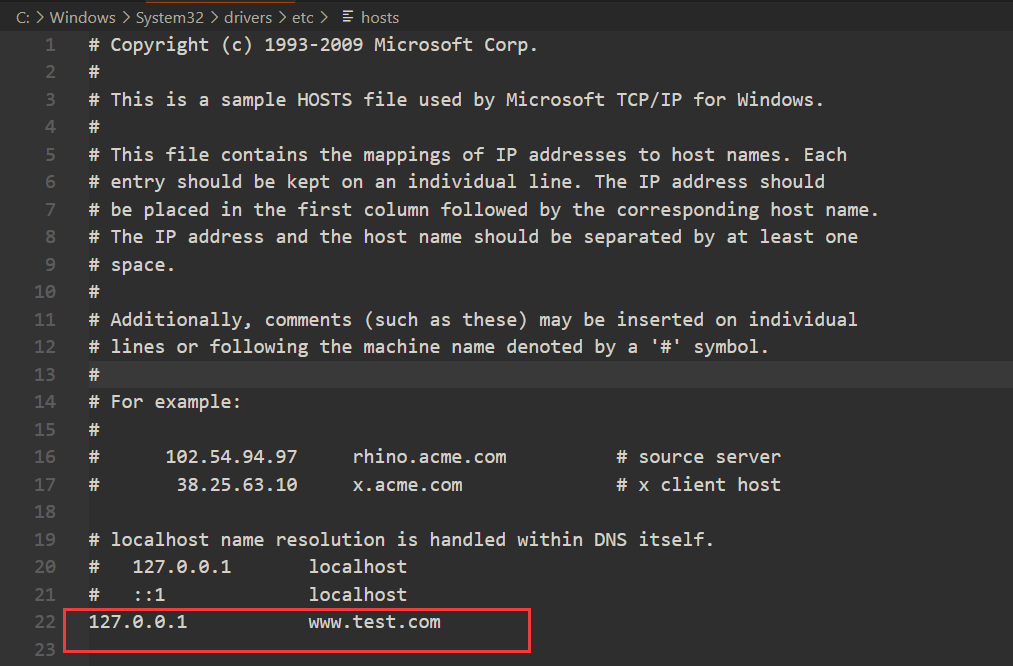 C: > Windows > System32 > drivers > etc > hosts
1 # Copyright (c) 1993-2009 Microsoft Corp.
2 #
3 # This is a sample HOSTS file used by Microsoft TCP/IP for Windows.
4 #
5 # This file contains the mappings of IP addresses to host names. Each
6 # entry should be kept on an individual line. The IP address should
7 # be placed in the first column followed by the corresponding host name.
8 # The IP address and the host name should be separated by at least one
9 # space.
10 #
11 # Additionally, comments (such as these) may be inserted on individual
12 # lines or following the machine name denoted by a '#' symbol.
13 #
14 # For example:
15 #
16 #      102.54.94.97     rhino.acme.com          # source server
17 #       38.25.63.10     x.acme.com              # x client host
18
19 # localhost name resolution is handled within DNS itself.
20 #   127.0.0.1       localhost
21 #   ::1             localhost
22 127.0.0.1           www.test.com
23